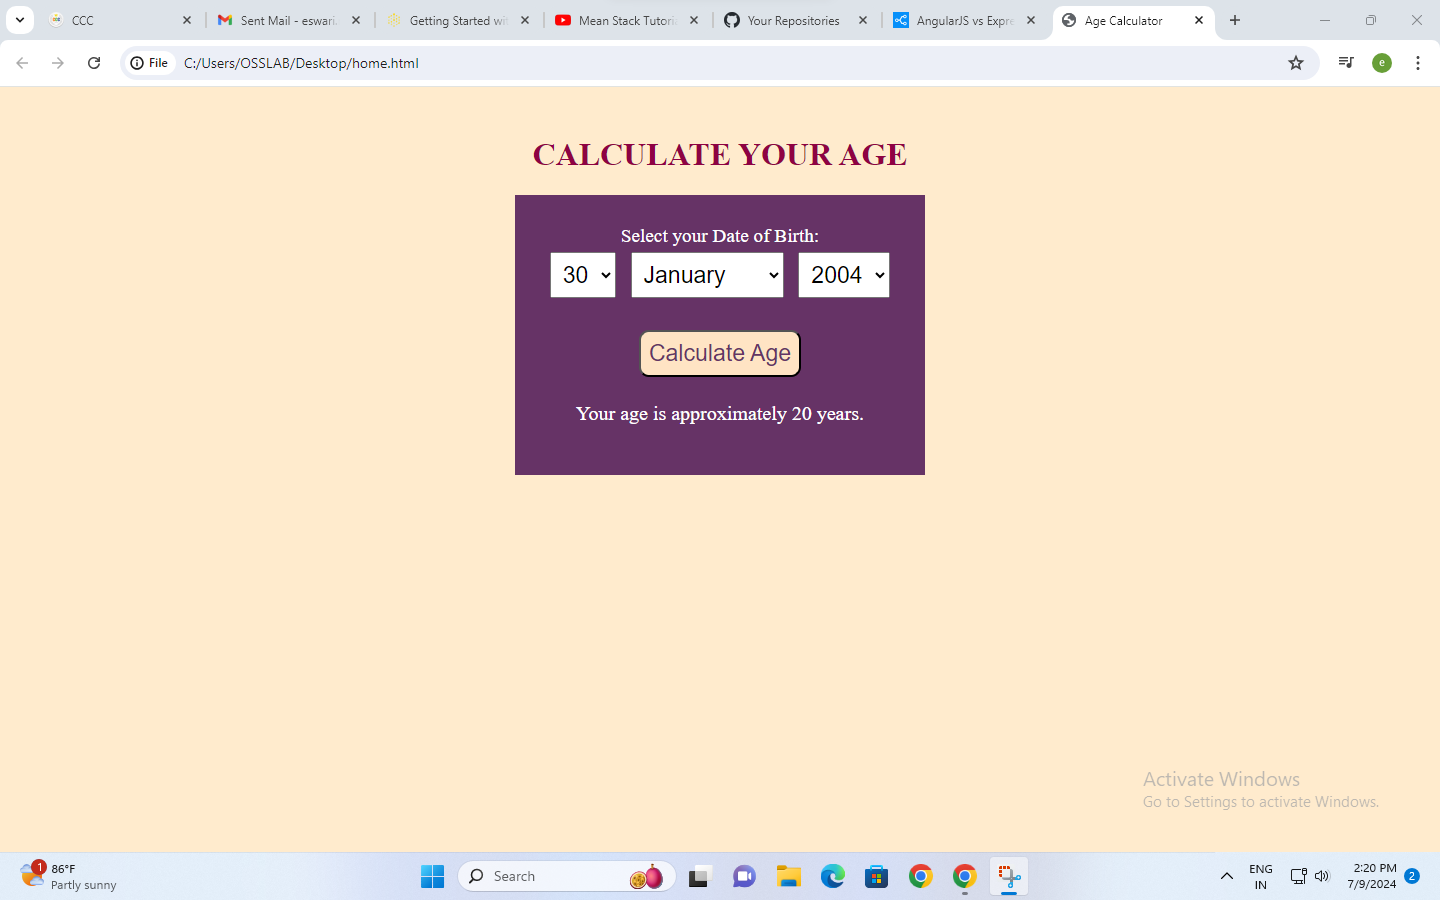 CCC
Sent Mail - eswari.
Getting Started wit
Mean Stack Tutoria
Your Repositories
AngularJS vs Expre
Age Calculator
File
C:/Users/OSSLAB/Desktop/home.html
e
CALCULATE YOUR AGE
Select your Date of Birth:
30 January 2004
Calculate Age
Your age is approximately 20 years.
Activate Windows
Go to Settings to activate Windows.
1
86°F
Partly sunny
Search
ENG
IN
2:20 PM
7/9/2024
2